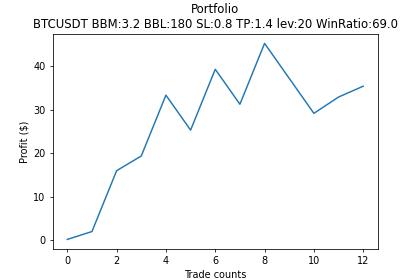 Portfolio
BTCUSDT BBM:3.2 BBL:180 SL:0.8 TP:1.4 lev:20 WinRatio:69.0
40
30
20
10
0
Profit ($)
0 2 4 6 8 10 12
Trade counts